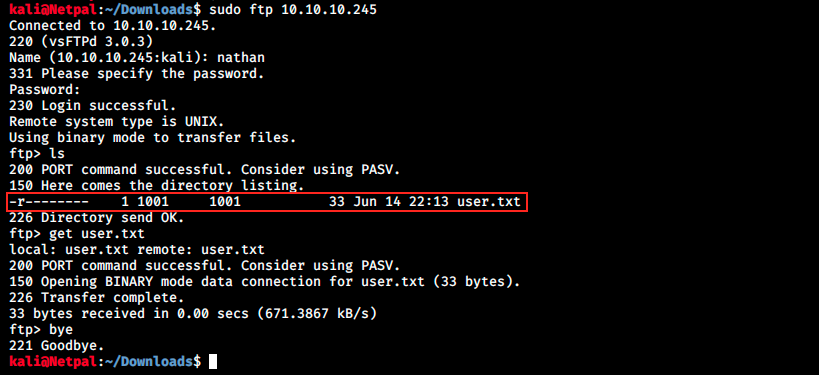 kali@Netpal:~/Downloads$ sudo ftp 10.10.10.245
Connected to 10.10.10.245.
220 (vsFTPd 3.0.3)
Name (10.10.10.245:kali): nathan
331 Please specify the password.
Password:
230 Login successful.
Remote system type is UNIX.
Using binary mode to transfer files.
ftp> ls
200 PORT command successful. Consider using PASV.
150 Here comes the directory listing.
-r--------    1 1001     1001           33 Jun 14 22:13 user.txt
226 Directory send OK.
ftp> get user.txt
local: user.txt remote: user.txt
200 PORT command successful. Consider using PASV.
150 Opening BINARY mode data connection for user.txt (33 bytes).
226 Transfer complete.
33 bytes received in 0.00 secs (671.3867 kB/s)
ftp> bye
221 Goodbye.
kali@Netpal:~/Downloads$